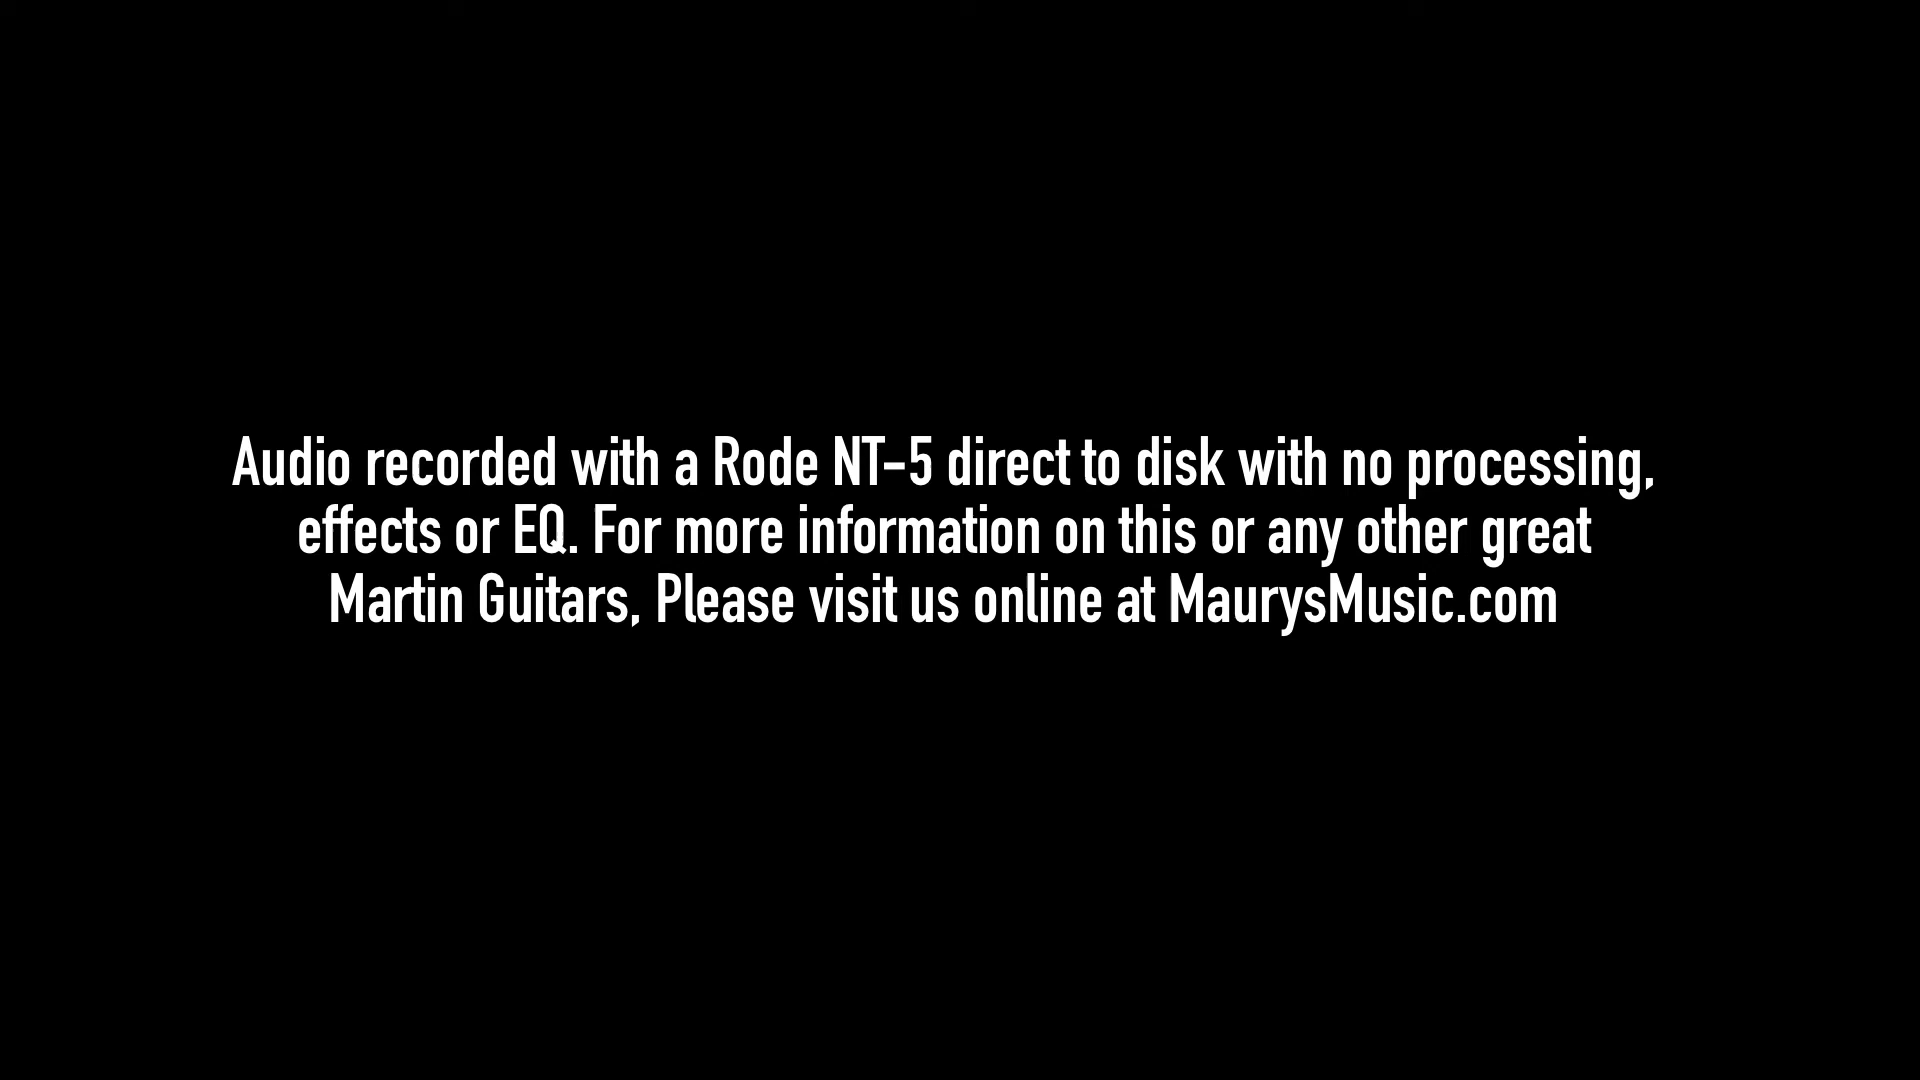 Audio recorded with a Rode NT-5 direct to disk with no processing,
effects or EQ. For more information on this or any other great
Martin Guitars, Please visit us online at MaurysMusic.com